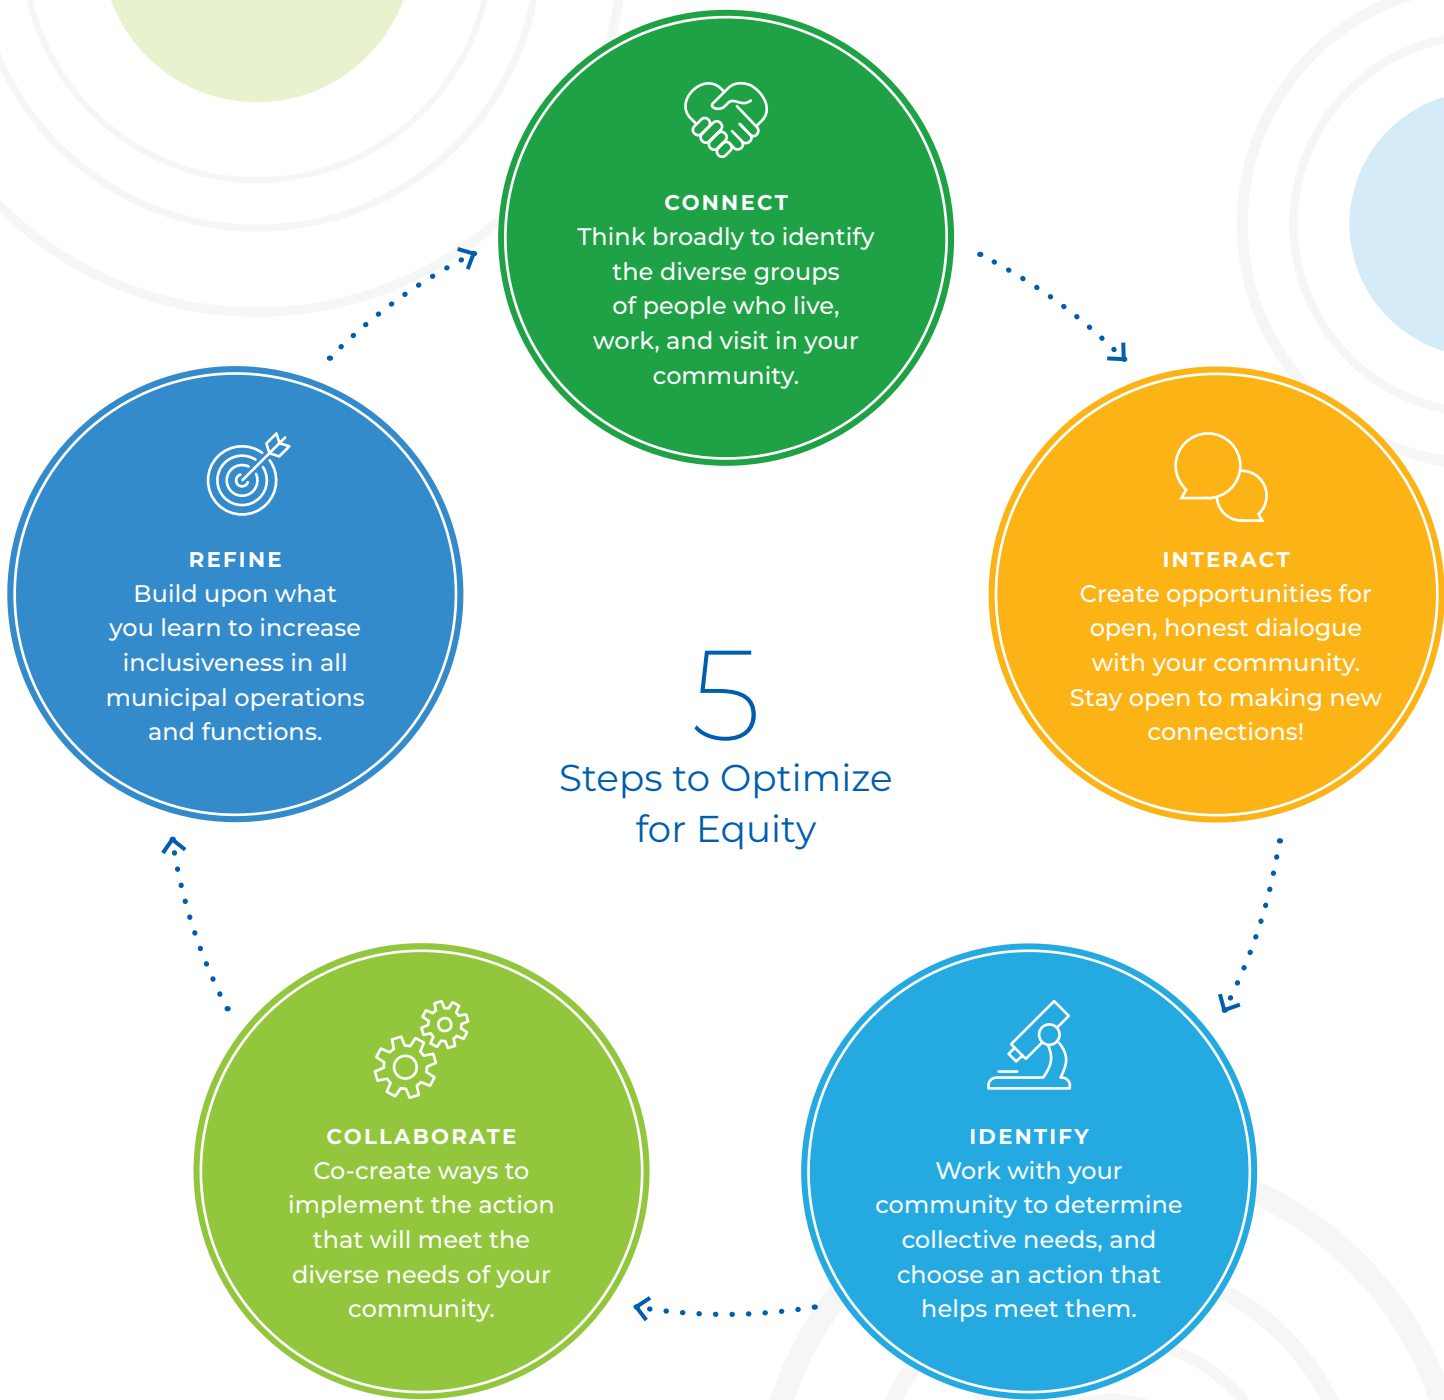 CONNECT
Think broadly to identify
the diverse groups
of people who live,
work, and visit in your
community.
INTERACT
Create opportunities for
open, honest dialogue
with your community.
Stay open to making new
connections!
IDENTIFY
Work with your
community to determine
collective needs, and
choose an action that
helps meet them.
COLLABORATE
Co-create ways to
implement the action
that will meet the
diverse needs of your
community.
REFINE
Build upon what
you learn to increase
inclusiveness in all
municipal operations
and functions.
5
Steps to Optimize
for Equity